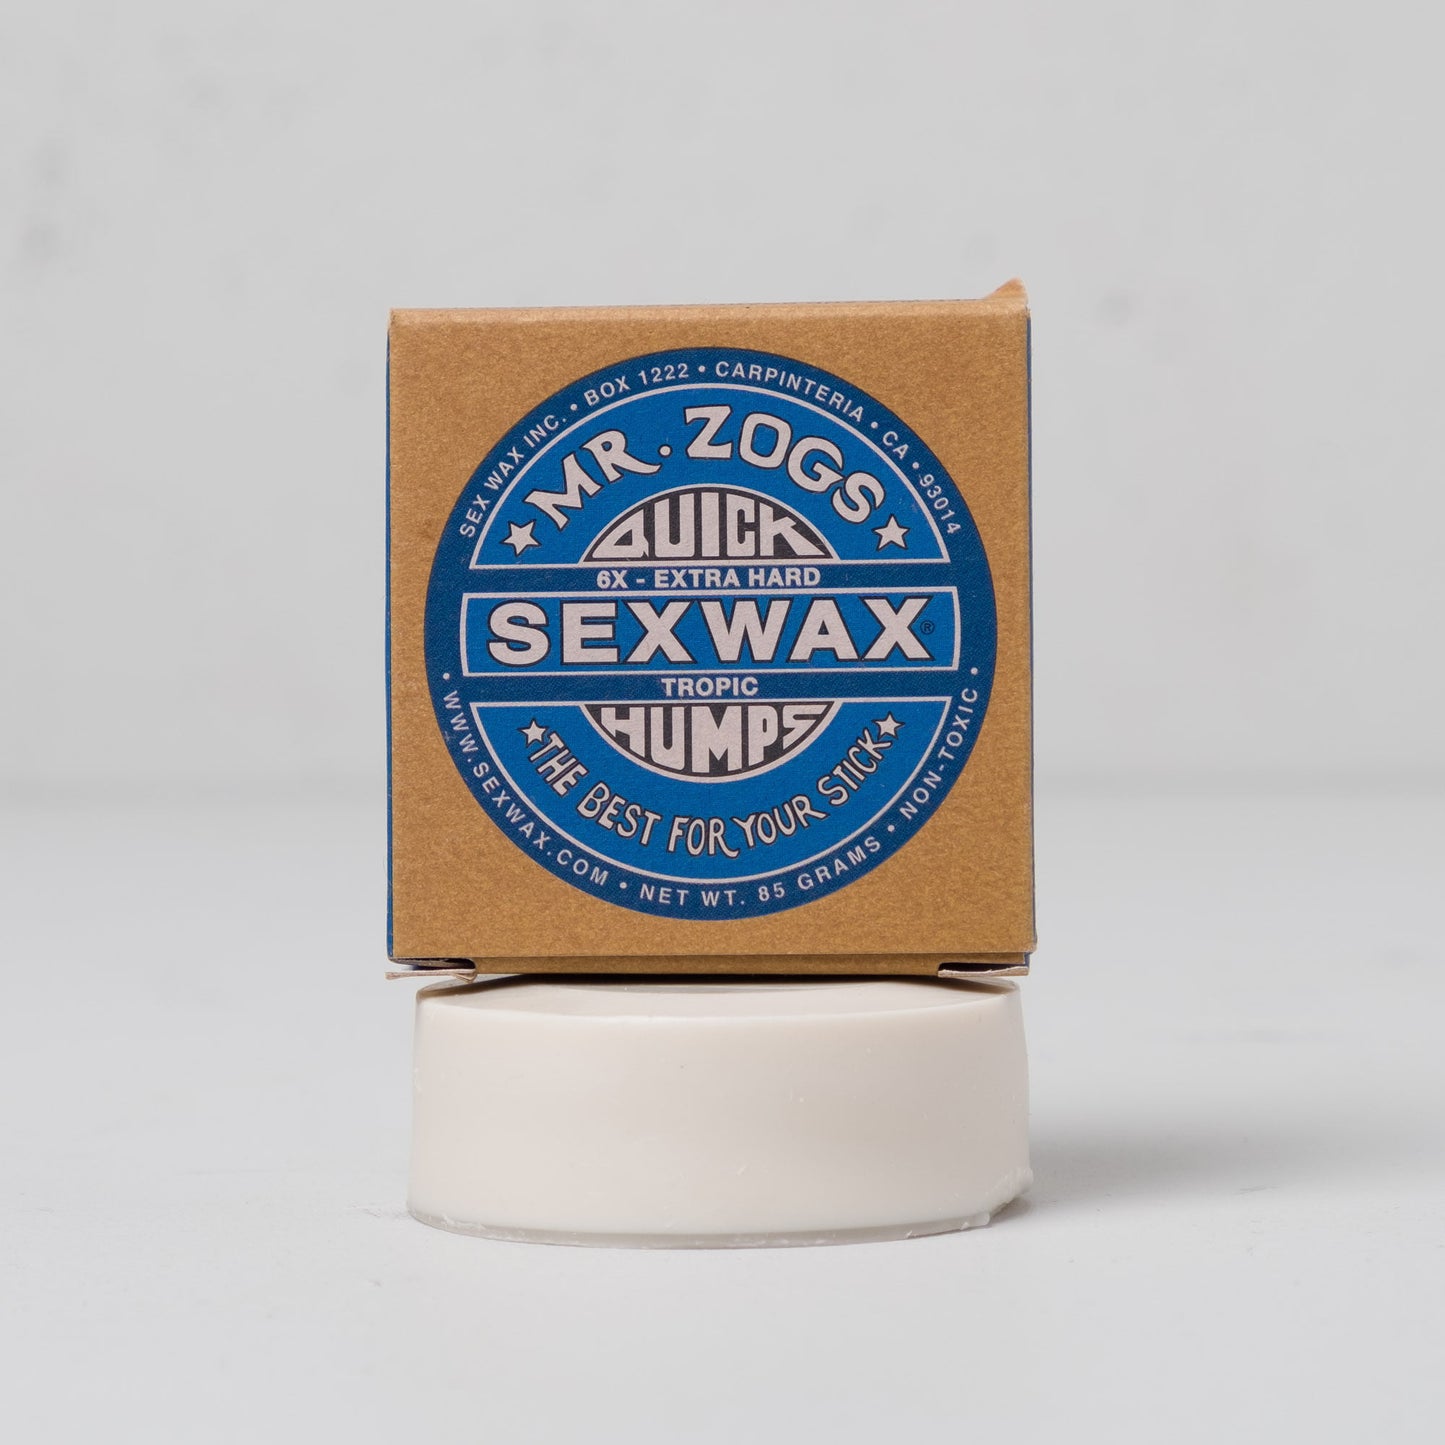 SEX WAX INC. • BOX 1222 • CARPINTERIA • CA • 93014
MR. ZOGS
QUICK
6X - EXTRA HARD
SEXWAX®
TROPIC
HUMPS
THE BEST FOR YOUR STICK
• WWW.SEXWAX.COM • NET WT. 85 GRAMS • NON-TOXIC •